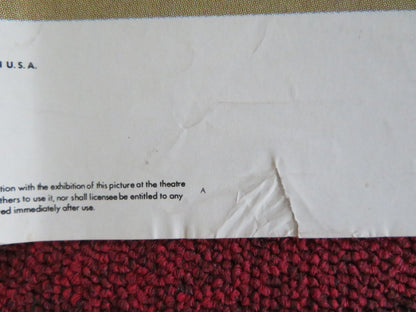 U.S.A.
tion with the exhibition of this picture at the theatre
thers to use it, nor shall licensee be entitled to any
ed immediately after use.
A